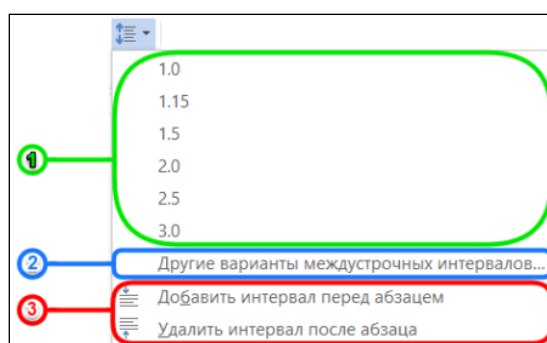 1.0
1.15
1.5
1
2.0
2.5
3.0
2 Другие варианты междустрочных интервалов...
3 Добавить интервал перед абзацем
Удалить интервал после абзаца